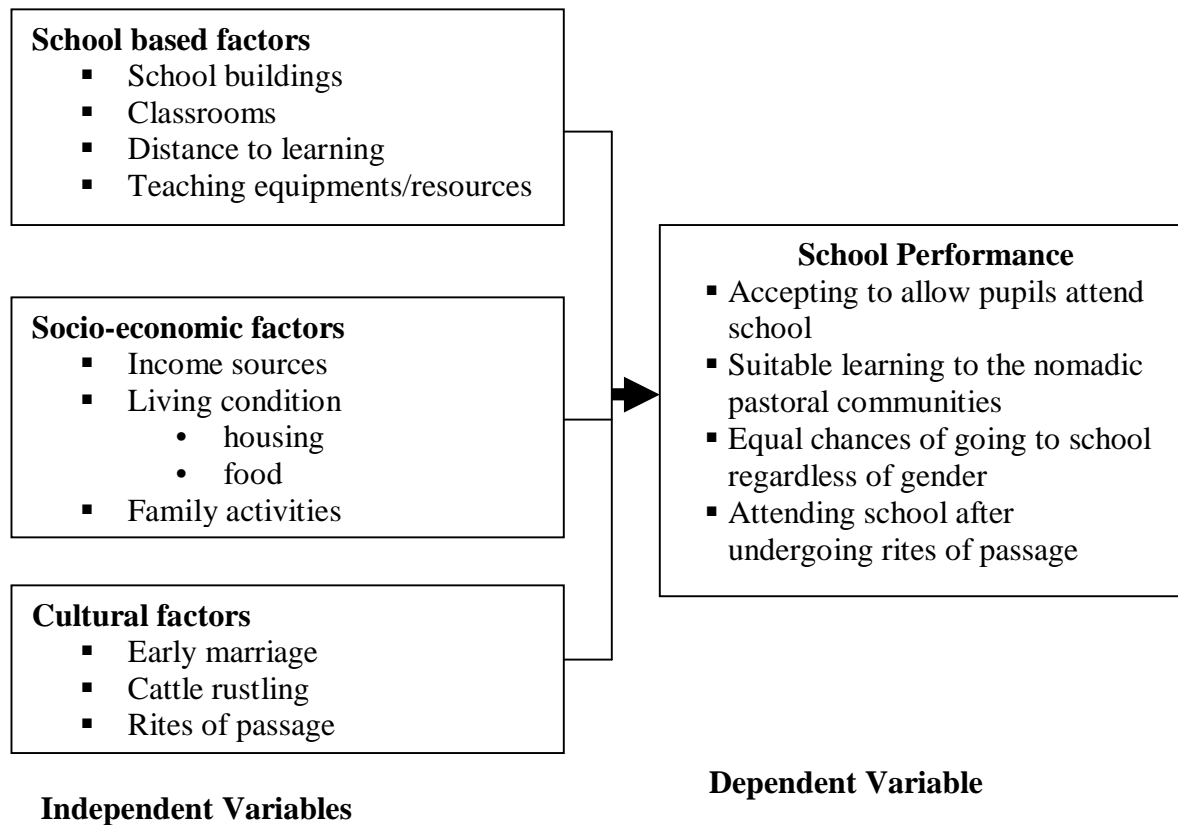 School based factors
▪ School buildings
▪ Classrooms
▪ Distance to learning
▪ Teaching equipments/resources
Socio-economic factors
▪ Income sources
▪ Living condition
• housing
• food
▪ Family activities
Cultural factors
▪ Early marriage
▪ Cattle rustling
▪ Rites of passage
Independent Variables
School Performance
▪ Accepting to allow pupils attend
school
▪ Suitable learning to the nomadic
pastoral communities
▪ Equal chances of going to school
regardless of gender
▪ Attending school after
undergoing rites of passage
Dependent Variable